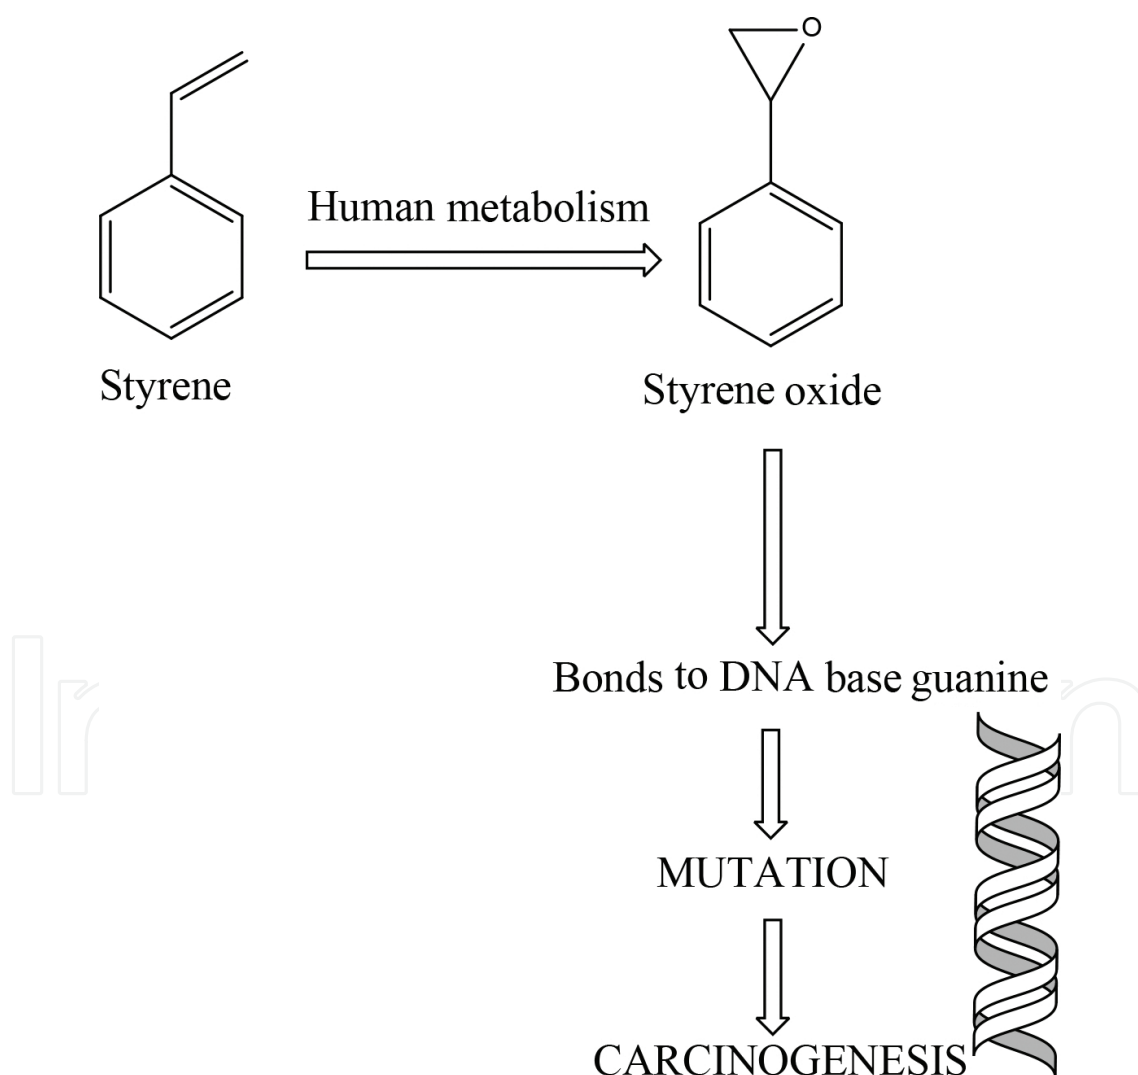 O
Human metabolism
Styrene
Styrene oxide
Bonds to DNA base guanine
MUTATION
CARCINOGENESIS